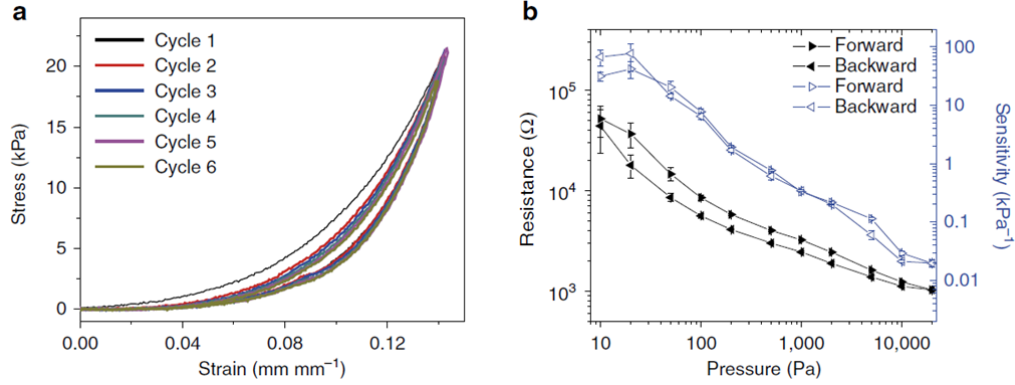 a
Stress (kPa)
20
15
10
5
0
Cycle 1
Cycle 2
Cycle 3
Cycle 4
Cycle 5
Cycle 6
0.00 0.04 0.08 0.12
Strain (mm mm⁻¹)
b
Resistance (Ω)
10⁵
10⁴
10³
Forward
Backward
Forward
Backward
100
10
1
0.1
0.01
Sensitivity (kPa⁻¹)
10 100 1,000 10,000
Pressure (Pa)